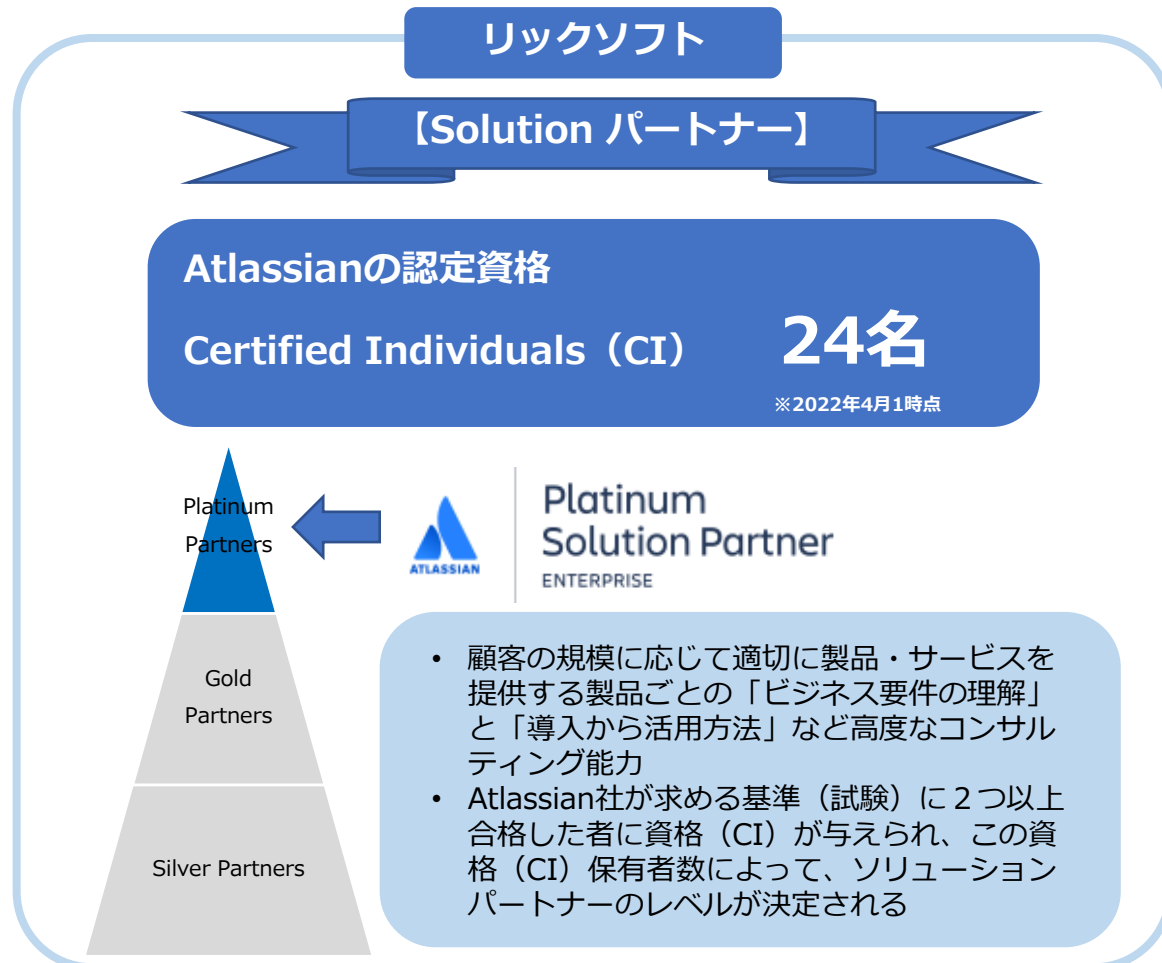 リックソフト
【Solution パートナー】
Atlassianの認定資格
Certified Individuals（CI） 24名
※2022年4月1時点
Platinum
Partners
ATLASSIAN
Platinum
Solution Partner
ENTERPRISE
Gold
Partners
Silver Partners
• 顧客の規模に応じて適切に製品・サービスを
提供する製品ごとの「ビジネス要件の理解」
と「導入から活用方法」など高度なコンサル
ティング能力
• Atlassian社が求める基準（試験）に２つ以上
合格した者に資格（CI）が与えられ、この資
格（CI）保有者数によって、ソリューション
パートナーのレベルが決定される